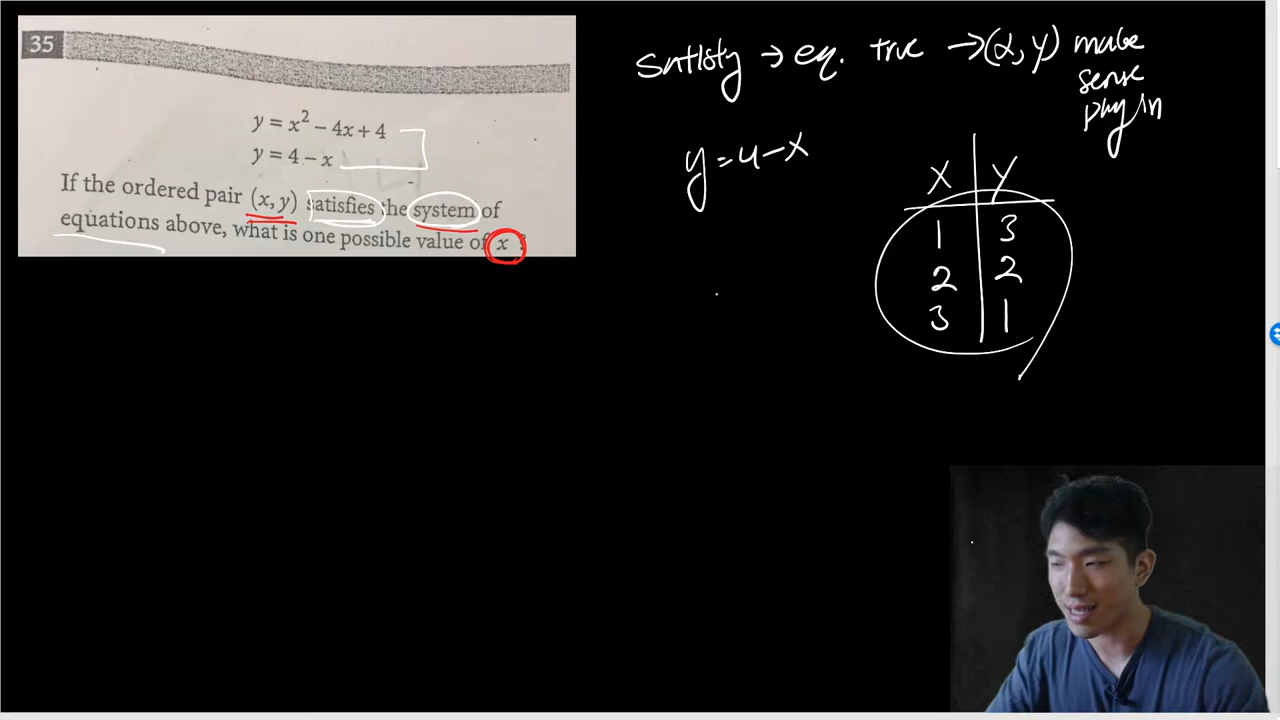 35
y = x² − 4x + 4
y = 4 − x
If the ordered pair (x, y) satisfies the system of
equations above, what is one possible value of x ?
satisfy → eq. true → (x, y) make
sense
plug in
y = 4 − x
X Y
1 3
2 2
3 1